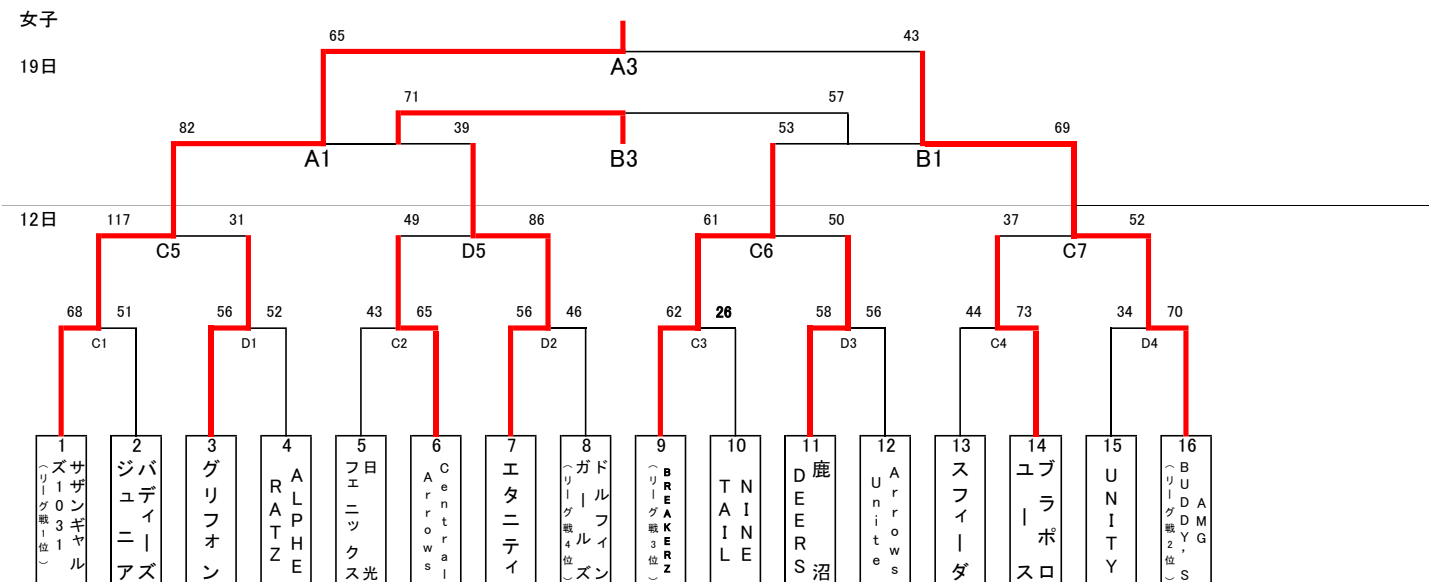 女子
65
43
19日
A3
71
57
82
39
53
69
A1
B3
B1
12日
117
31
49
86
61
50
37
52
C5
D5
C6
C7
68
51
56
52
43
65
56
46
62
26
58
56
44
73
34
70
C1
D1
C2
D2
C3
D3
C4
D4
1
サザンギャル
ズ1031
（リーグ戦1位）
2
バディーズ
ジュニア
3
グリフォン
4
ALPHE
RATZ
5
日光
フェニックス
6
Central
Arrows
7
エタニティ
8
ドルフィン
ガールズ
（リーグ戦4位）
9
BREAKERZ
（リーグ戦3位）
10
NINE
TAIL
11
鹿沼
DEERS
12
Arrows
Unite
13
スフィーダ
14
ブラポロ
ユース
15
UNITY
16
AMG
BUDDY'S
（リーグ戦2位）